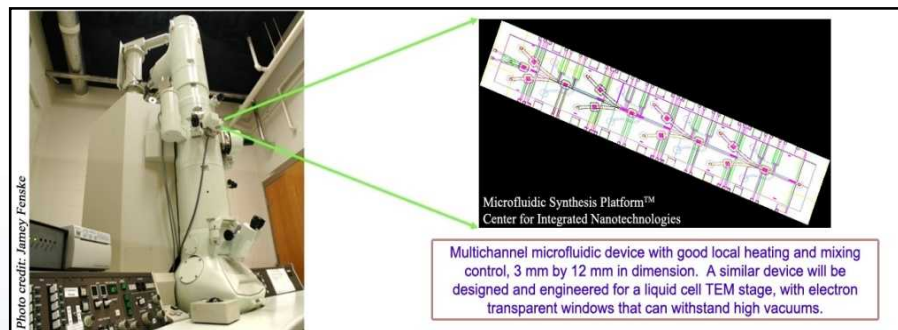 Photo credit: Jamey Fenske
Microfluidic Synthesis Platform™
Center for Integrated Nanotechnologies
Multichannel microfluidic device with good local heating and mixing
control, 3 mm by 12 mm in dimension. A similar device will be
designed and engineered for a liquid cell TEM stage, with electron
transparent windows that can withstand high vacuums.